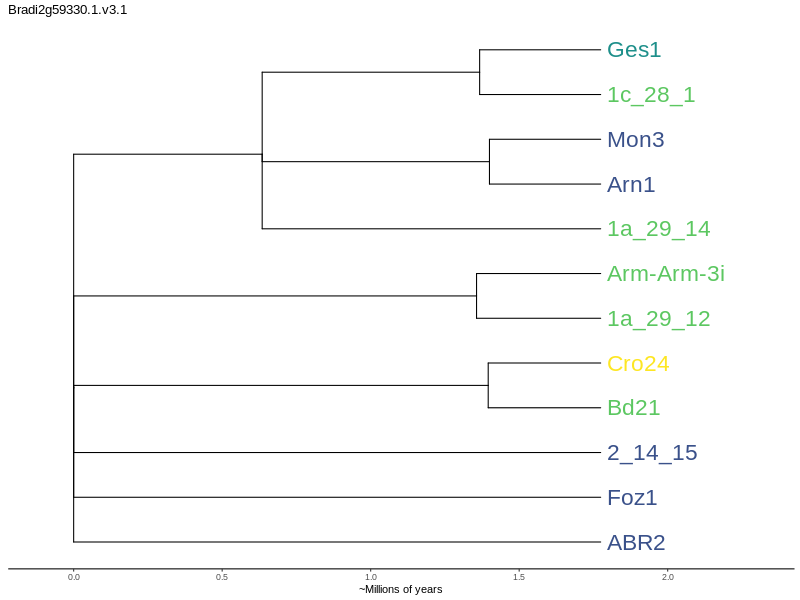 Bradi2g59330.1.v3.1
Ges1
1c_28_1
Mon3
Arn1
1a_29_14
Arm-Arm-3i
1a_29_12
Cro24
Bd21
2_14_15
Foz1
ABR2
0.0 0.5 1.0 1.5 2.0
~Millions of years